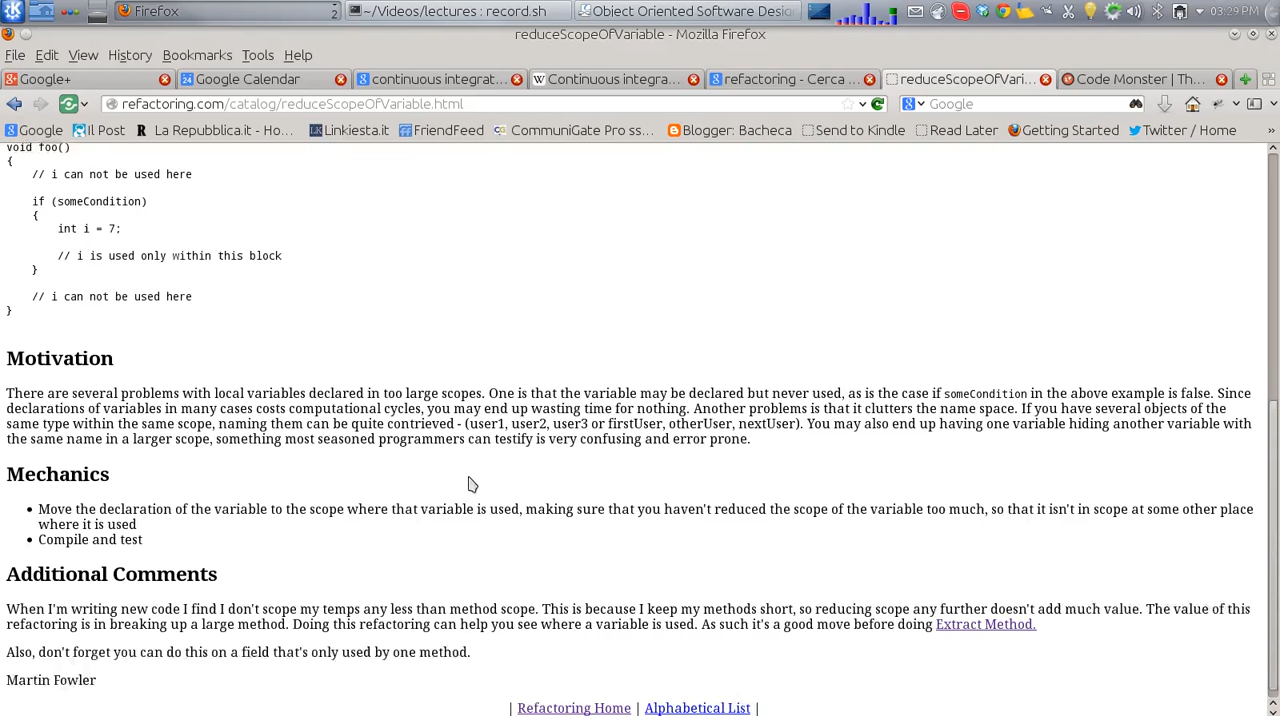 Firefox 2 ~/Videos/lectures : record.sh Object Oriented Software Desig 03:29 PM
reduceScopeOfVariable - Mozilla Firefox
File Edit View History Bookmarks Tools Help
Google+ Google Calendar continuous integrat... Continuous integra... refactoring - Cerca ... reduceScopeOfVari... Code Monster | Th...
refactoring.com/catalog/reduceScopeOfVariable.html Google
Google Il Post La Repubblica.it - Ho... Linkiesta.it FriendFeed CommuniGate Pro ss... Blogger: Bacheca Send to Kindle Read Later Getting Started Twitter / Home »
void foo()
{
// i can not be used here
if (someCondition)
{
int i = 7;
// i is used only within this block
}
// i can not be used here
}
Motivation
There are several problems with local variables declared in too large scopes. One is that the variable may be declared but never used, as is the case if someCondition in the above example is false. Since
declarations of variables in many cases costs computational cycles, you may end up wasting time for nothing. Another problems is that it clutters the name space. If you have several objects of the
same type within the same scope, naming them can be quite contrieved - (user1, user2, user3 or firstUser, otherUser, nextUser). You may also end up having one variable hiding another variable with
the same name in a larger scope, something most seasoned programmers can testify is very confusing and error prone.
Mechanics
• Move the declaration of the variable to the scope where that variable is used, making sure that you haven't reduced the scope of the variable too much, so that it isn't in scope at some other place
where it is used
• Compile and test
Additional Comments
When I'm writing new code I find I don't scope my temps any less than method scope. This is because I keep my methods short, so reducing scope any further doesn't add much value. The value of this
refactoring is in breaking up a large method. Doing this refactoring can help you see where a variable is used. As such it's a good move before doing Extract Method.
Also, don't forget you can do this on a field that's only used by one method.
Martin Fowler
| Refactoring Home | Alphabetical List |